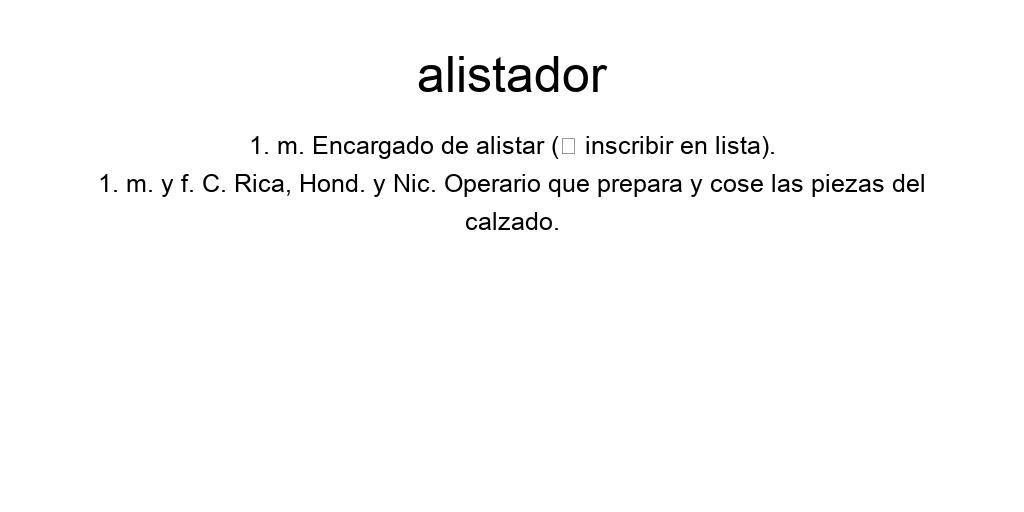 alistador
1. m. Encargado de alistar (□ inscribir en lista).
1. m. y f. C. Rica, Hond. y Nic. Operario que prepara y cose las piezas del
calzado.